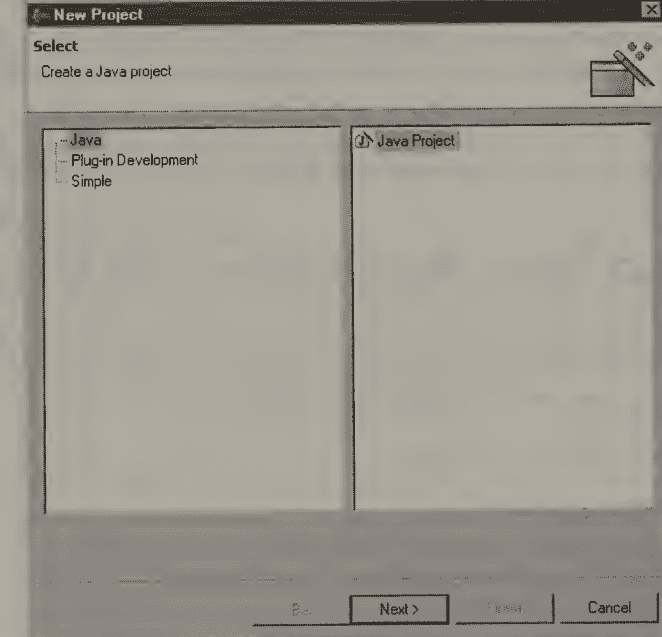 New Project
Select
Create a Java project
Java
Plug-in Development
Simple
Java Project
Next >
Cancel